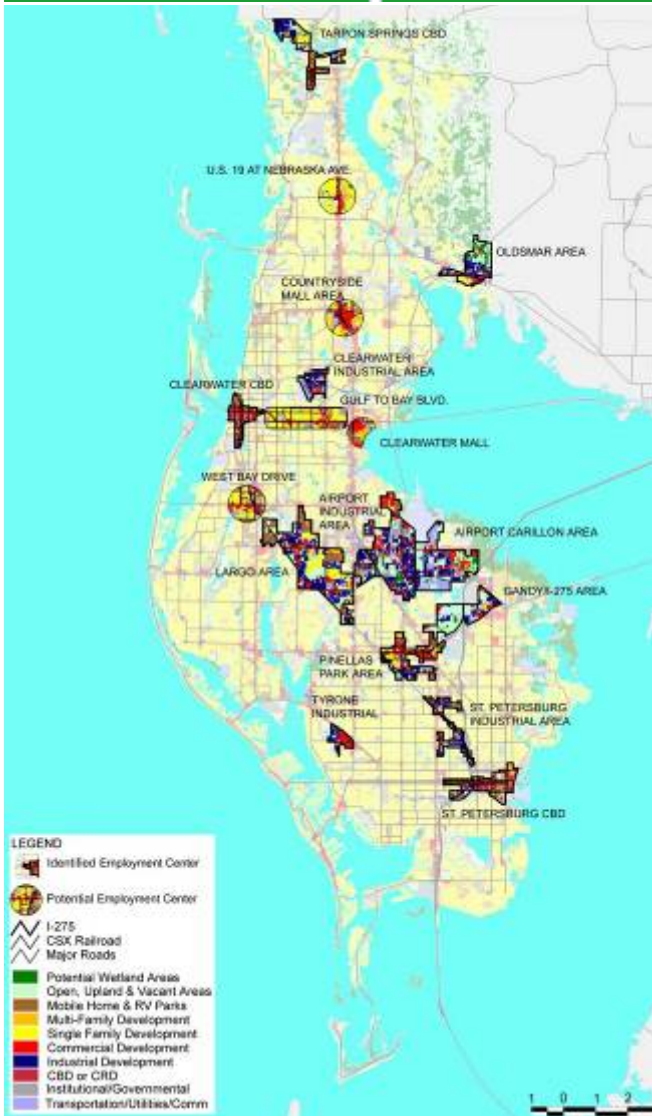 TARPON SPRINGS CBD
U.S. 19 AT NEBRASKA AVE.
OLDSMAR AREA
COUNTRYSIDE
MALL AREA
CLEARWATER
INDUSTRIAL AREA
CLEARWATER CBD
GULF TO BAY BLVD.
CLEARWATER MALL
WEST BAY DRIVE
AIRPORT
INDUSTRIAL
AREA
AIRPORT CARILLON AREA
LARGO AREA
GANDY/I-275 AREA
PINELLAS
PARK AREA
TYRONE
INDUSTRIAL
ST. PETERSBURG
INDUSTRIAL AREA
ST. PETERSBURG CBD
LEGEND
Identified Employment Center
Potential Employment Center
I-275
CSX Railroad
Major Roads
Potential Wetland Areas
Open, Upland & Vacant Areas
Mobile Home & RV Parks
Multi-Family Development
Single Family Development
Commercial Development
Industrial Development
CBD or CRD
Institutional/Governmental
Transportation/Utilities/Comm
1 0 1 2